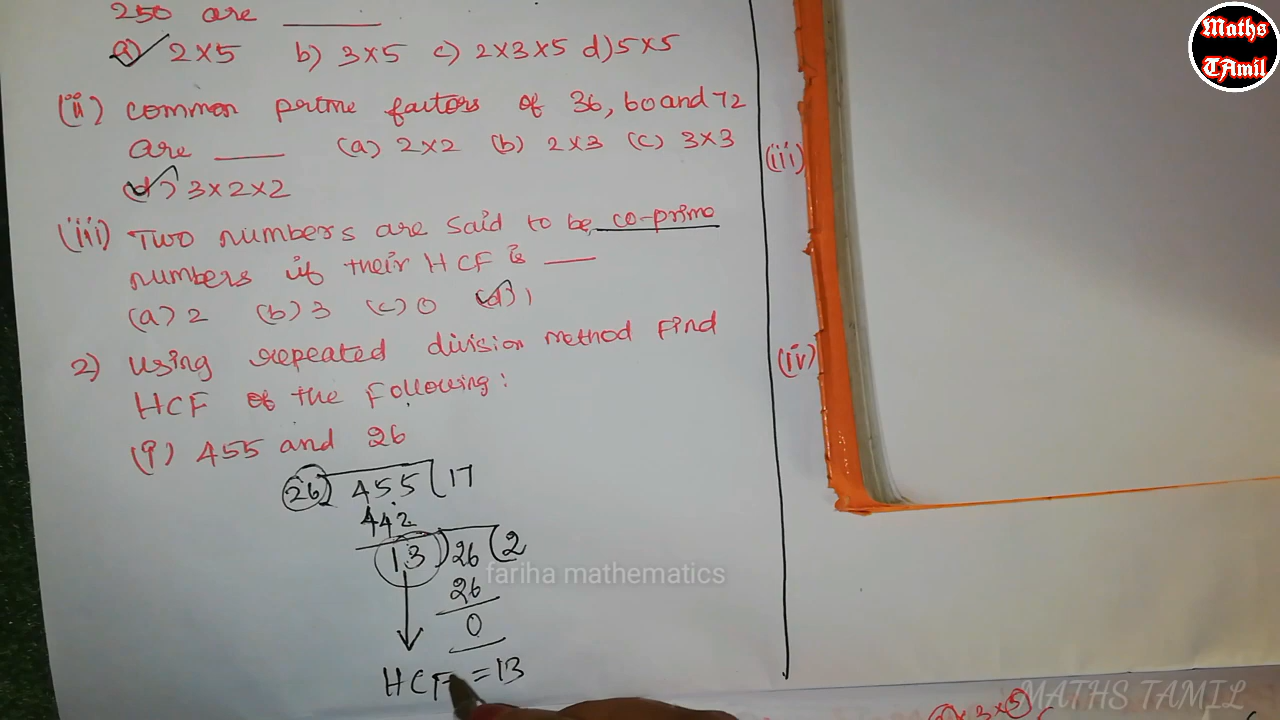 250 are ______
a) 2×5 b) 3×5 c) 2×3×5 d) 5×5
(ii) common prime factors of 36, 60 and 72
are ____ (a) 2×2 (b) 2×3 (c) 3×3
(d) 3×2×2
(iii) Two numbers are said to be co-prime
numbers if their HCF is ___
(a) 2 (b) 3 (c) 0 (d) 1
2) Using repeated division method find
HCF of the following:
(i) 455 and 26
26) 455 (17
442
13) 26 (2
26
0
HCF = 13
(iii)
(iv)
Maths
TAmil
fariha mathematics
MATHS TAMIL